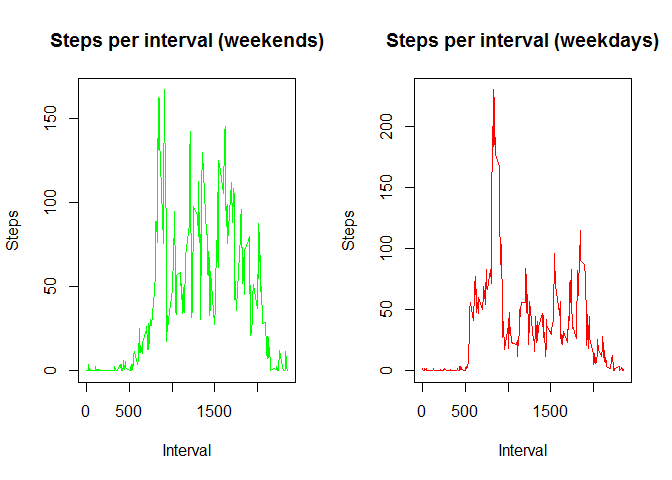 Steps per interval (weekends)
Steps
150
100
50
0
0 500 1500
Interval
Steps per interval (weekdays)
Steps
200
150
100
50
0
0 500 1500
Interval